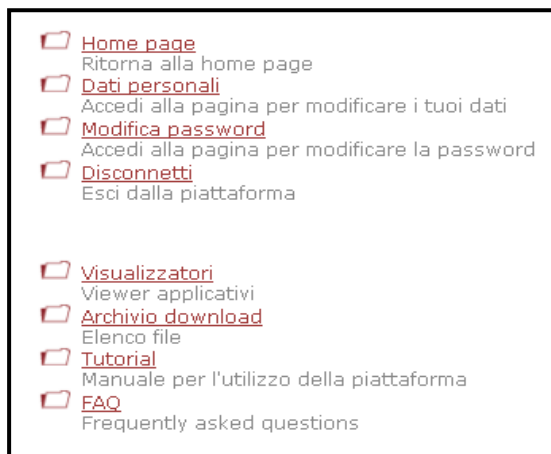 Home page
Ritorna alla home page
Dati personali
Accedi alla pagina per modificare i tuoi dati
Modifica password
Accedi alla pagina per modificare la password
Disconnetti
Esci dalla piattaforma
Visualizzatori
Viewer applicativi
Archivio download
Elenco file
Tutorial
Manuale per l'utilizzo della piattaforma
FAQ
Frequently asked questions